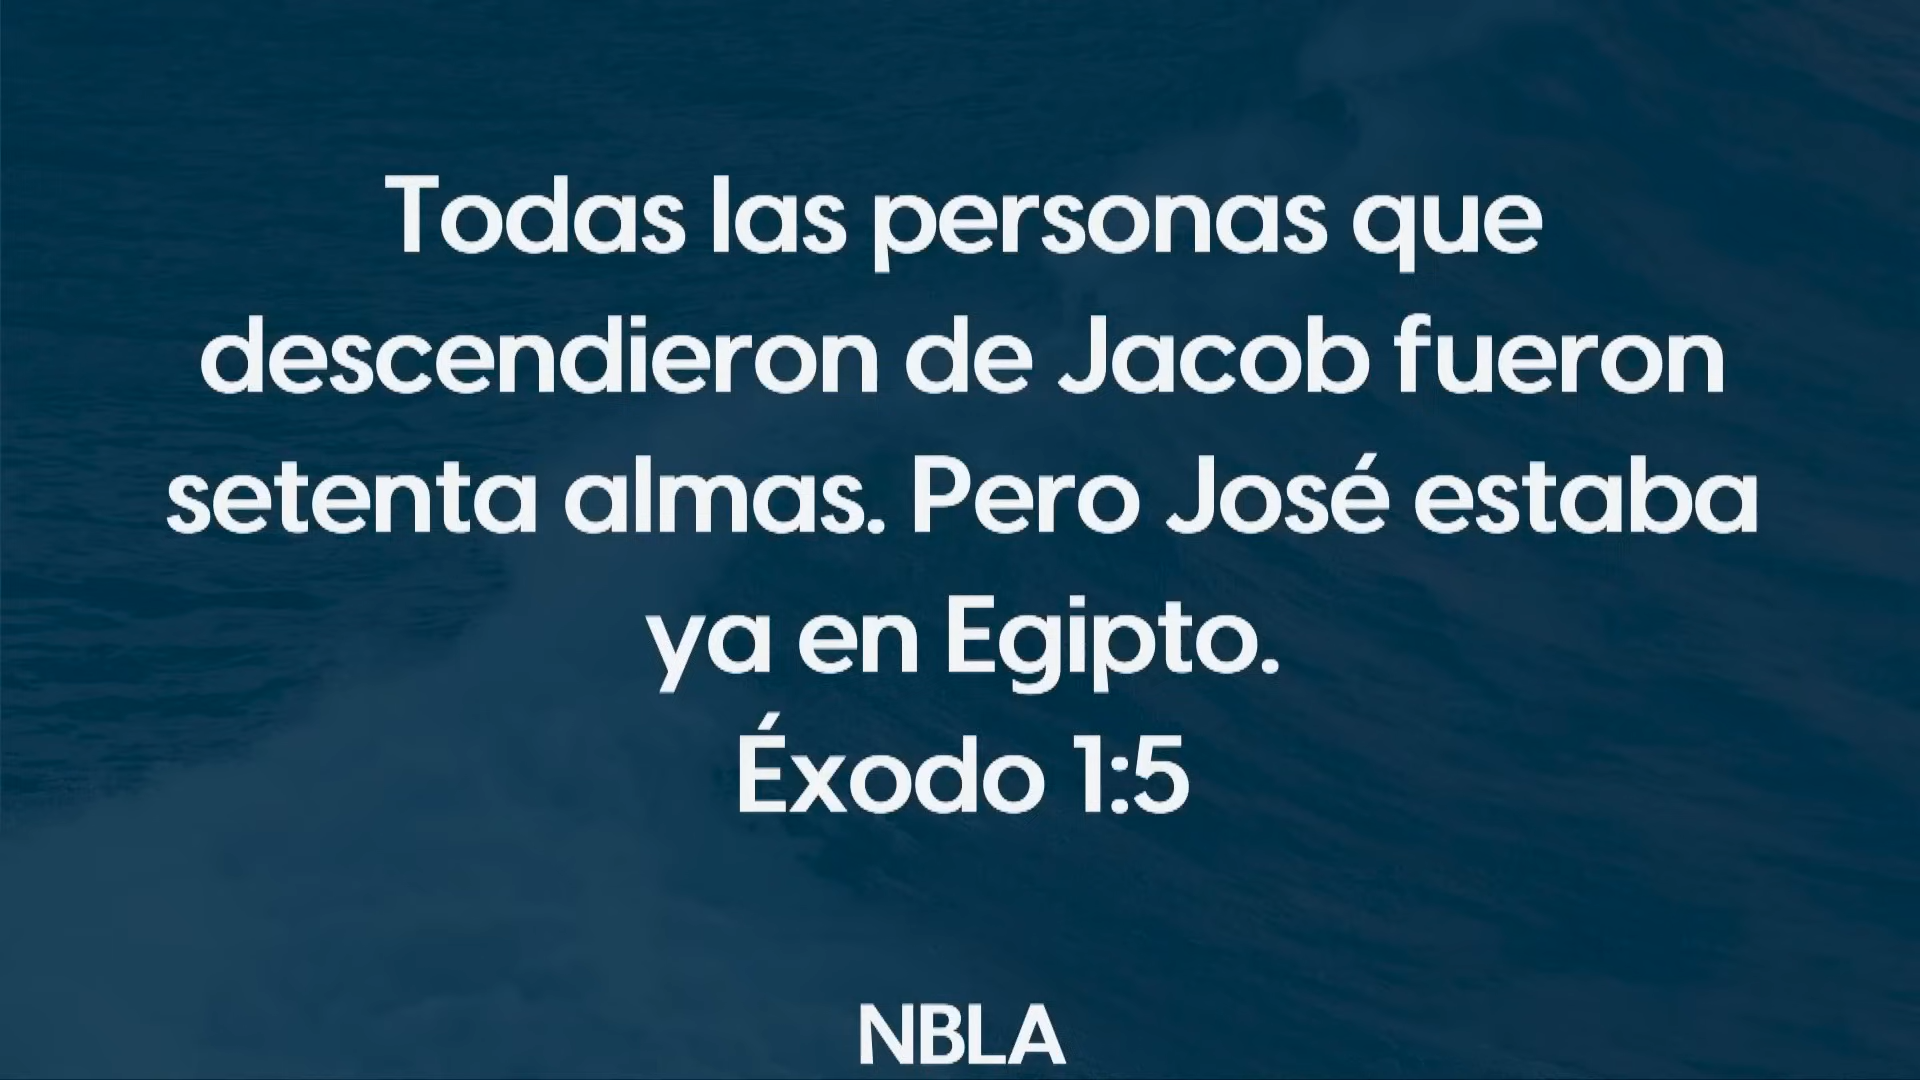 Todas las personas que
descendieron de Jacob fueron
setenta almas. Pero José estaba
ya en Egipto.
Éxodo 1:5
NBLA